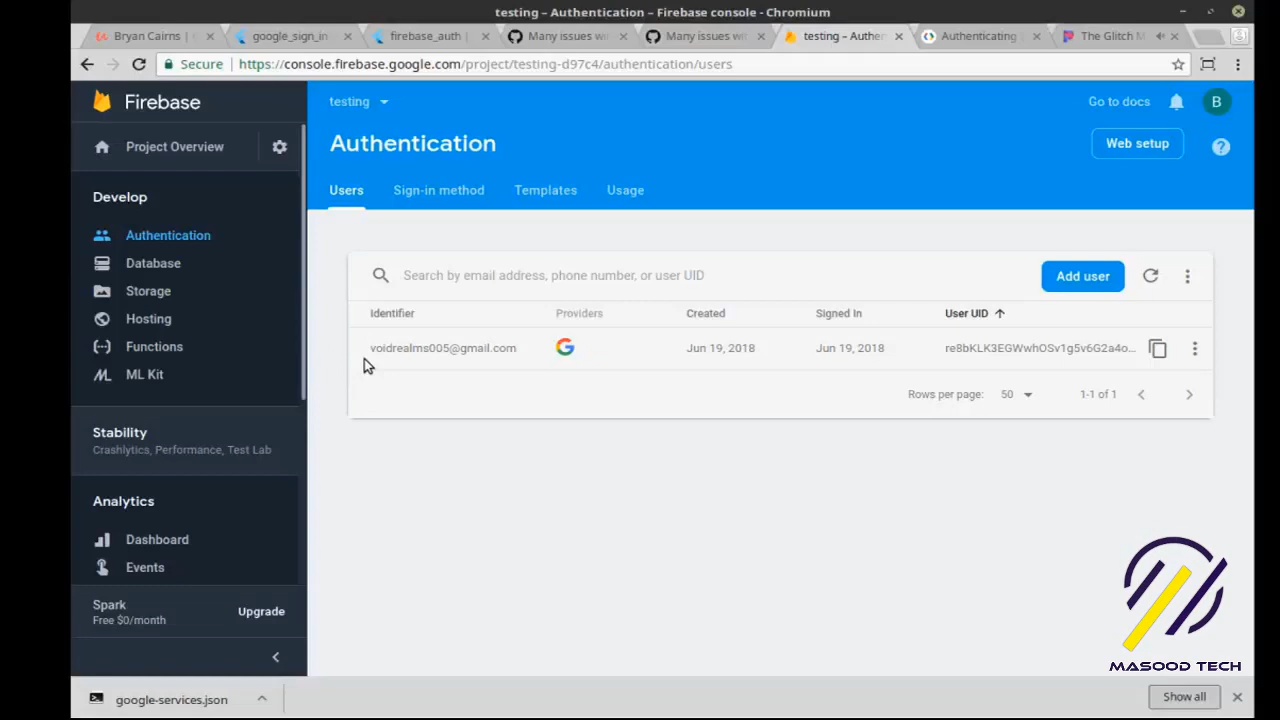 testing – Authentication – Firebase console - Chromium
Bryan Cairns |
google_sign_in
firebase_auth |
Many issues wi
Many issues wi
testing – Authen
Authenticating
The Glitch M
Secure
https://console.firebase.google.com/project/testing-d97c4/authentication/users
Firebase
testing
Go to docs
B
Project Overview
Authentication
Web setup
?
Develop
Users
Sign-in method
Templates
Usage
Authentication
Database
Storage
Hosting
Functions
ML Kit
Search by email address, phone number, or user UID
Add user
Identifier
Providers
Created
Signed In
User UID
voidrealms005@gmail.com
G
Jun 19, 2018
Jun 19, 2018
re8bKLK3EGWwhOSv1g5v6G2a4o...
Rows per page:
50
1-1 of 1
Stability
Crashlytics, Performance, Test Lab
Analytics
Dashboard
Events
Spark
Free $0/month
Upgrade
MASOOD TECH
google-services.json
Show all